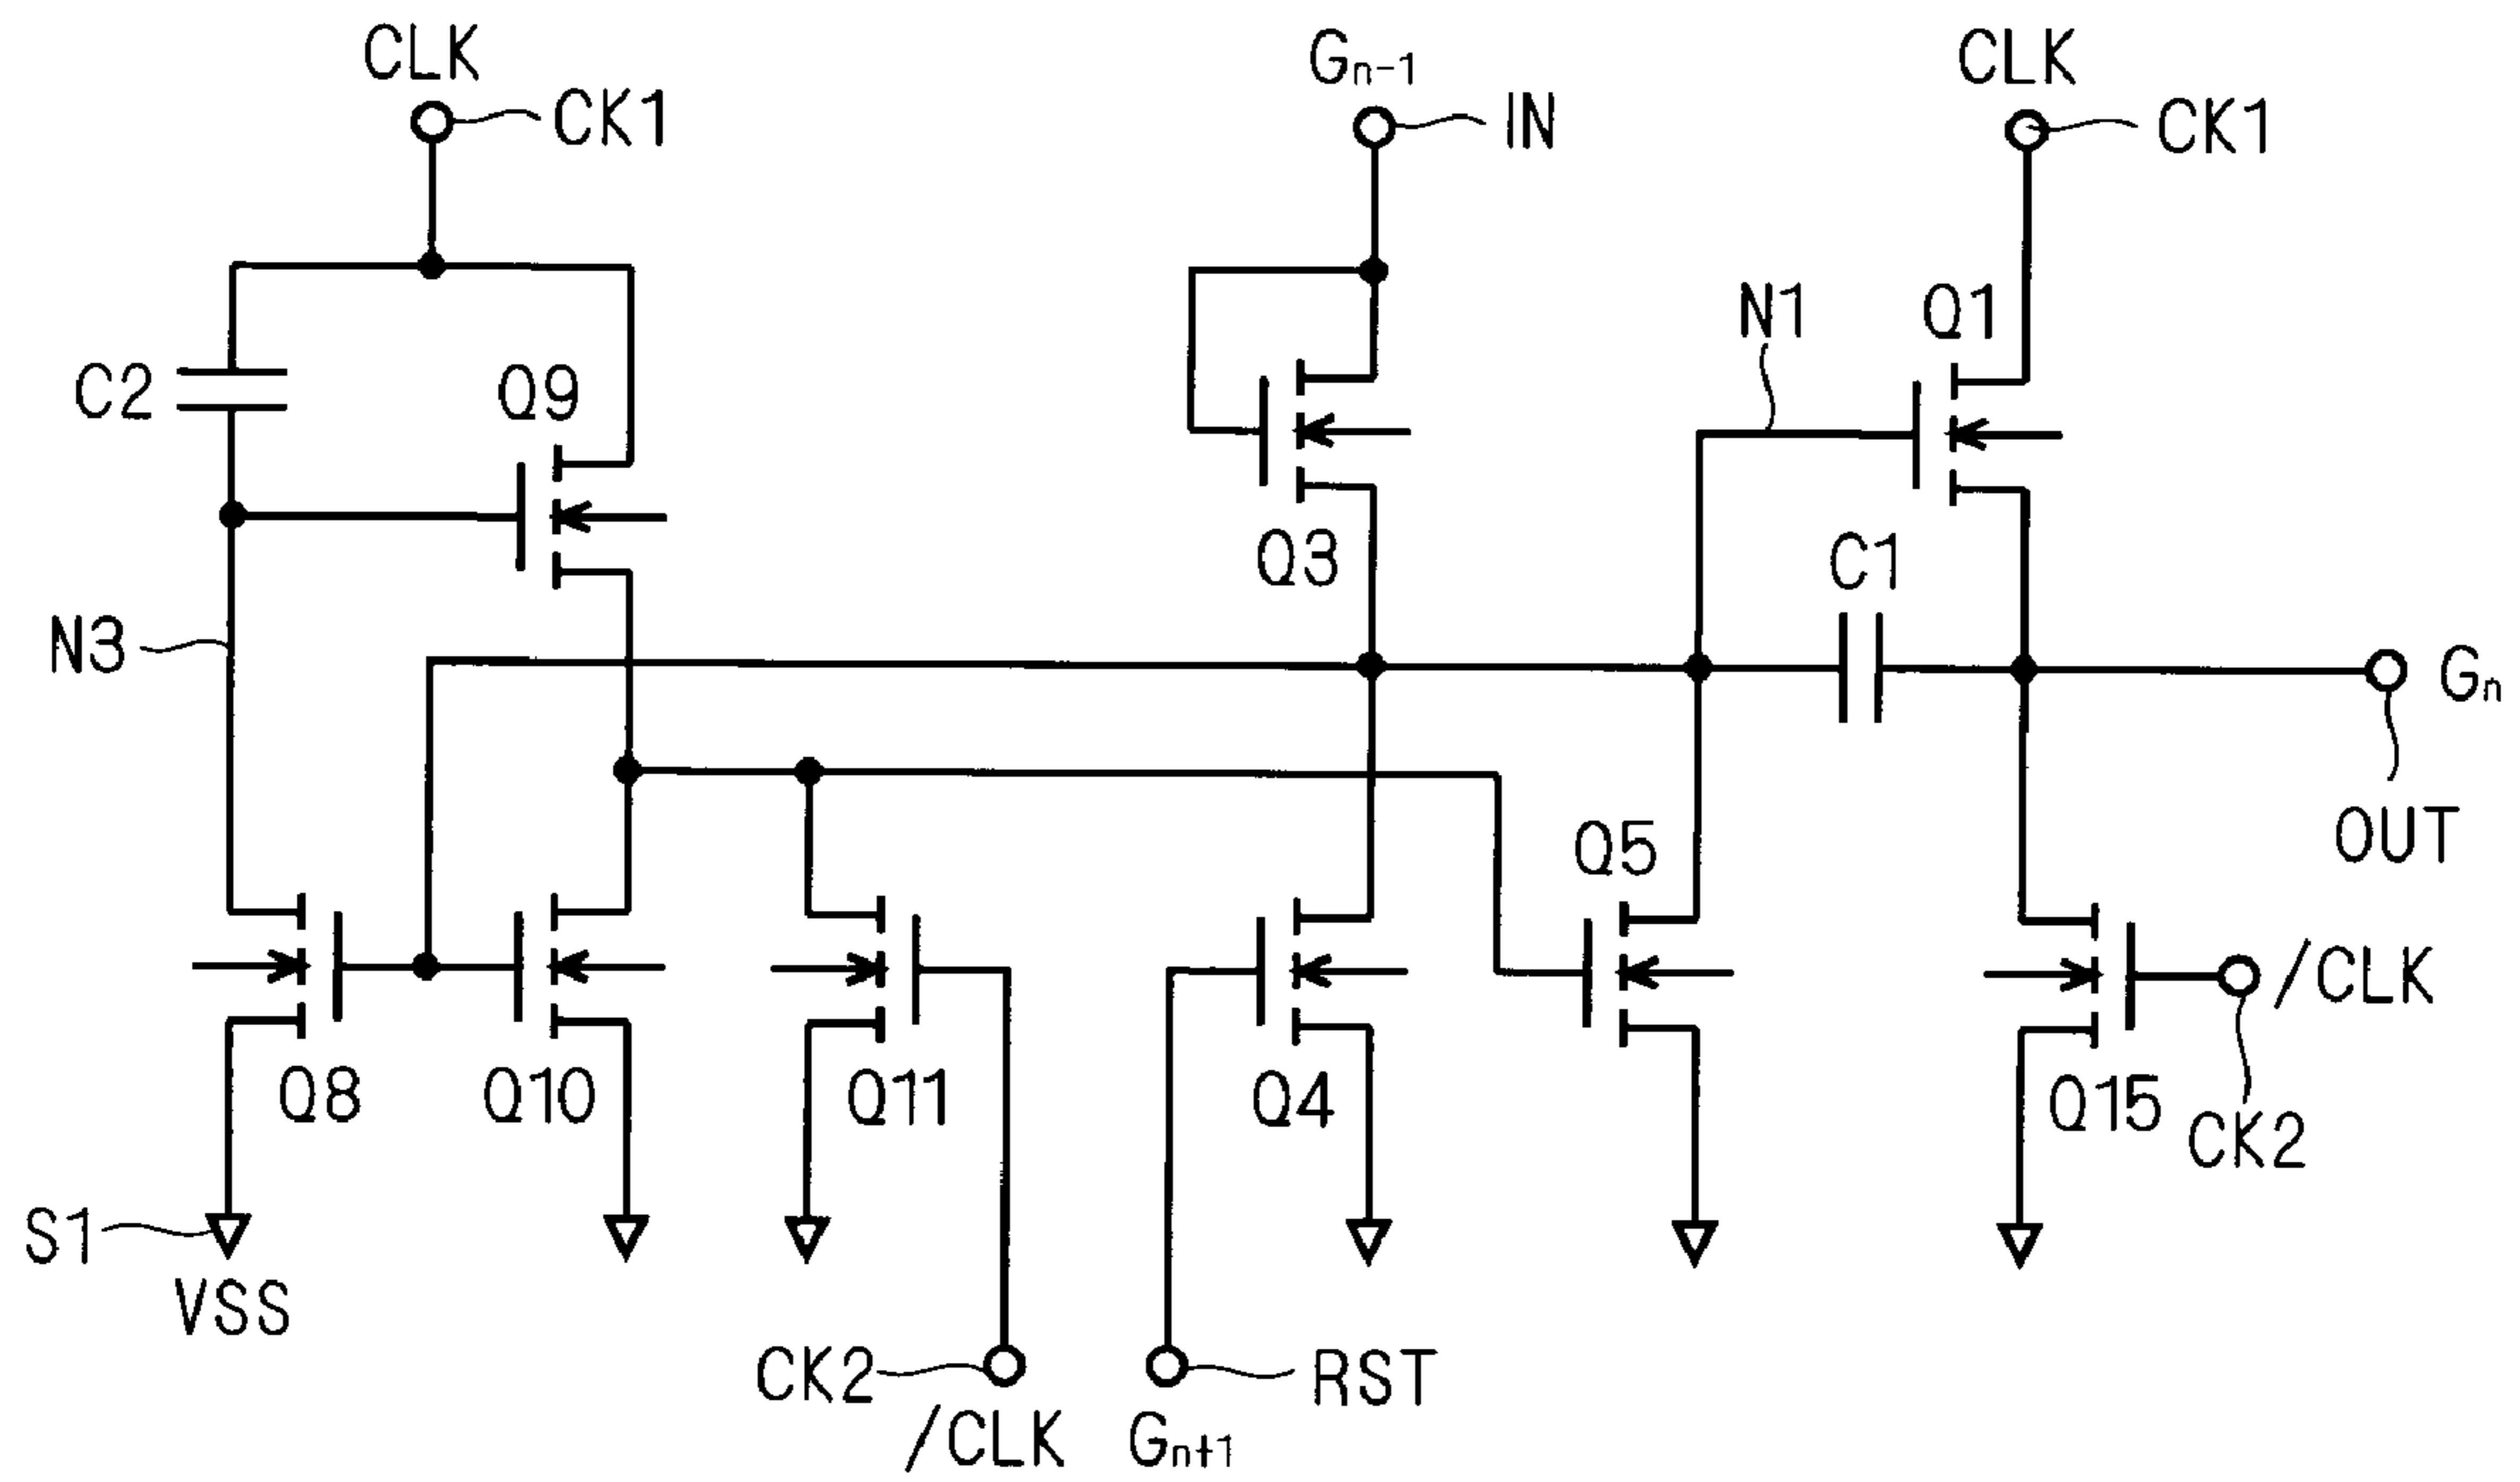 CLK
CK1
Gn-1
IN
CLK
CK1
N1
Q1
C2
Q9
Q3
C1
N3
Gn
OUT
Q5
/CLK
CK2
Q8
Q10
Q11
Q4
Q15
S1
VSS
CK2
/CLK
RST
Gn+1